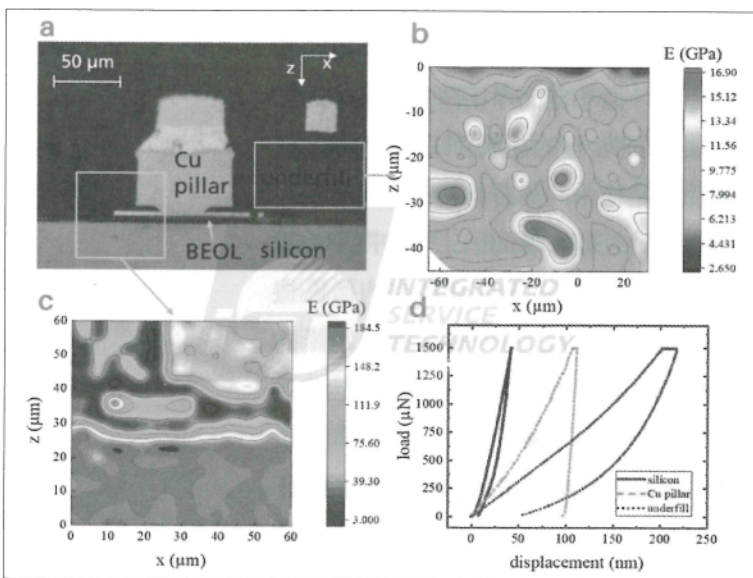 a
50 µm
x
z
Cu
pillar
underfill
BEOL silicon
b
E (GPa)
0
-10
-20
-30
-40
z (µm)
-60 -40 -20 0 20
x (µm)
16.90
15.12
13.34
11.56
9.775
7.994
6.213
4.431
2.650
INTEGRATED
SERVICE
TECHNOLOGY
c
E (GPa)
60
50
40
30
20
10
0
z (µm)
0 10 20 30 40 50 60
x (µm)
184.5
148.2
111.9
75.60
39.30
3.000
d
1500
1250
1000
750
500
250
0
load (µN)
silicon
Cu pillar
underfill
0 50 100 150 200 250
displacement (nm)